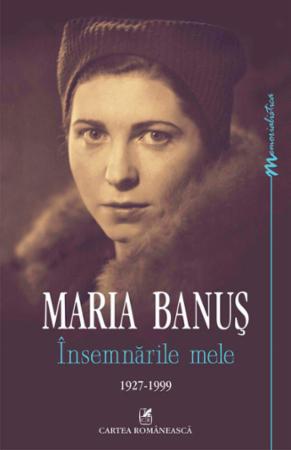 Memorialistica
MARIA BANUŞ
Însemnările mele
1927-1999
CARTEA ROMÂNEASCĂ